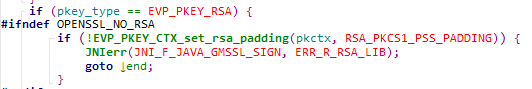 if (pkey_type == EVP_PKEY_RSA) {
#ifndef OPENSSL_NO_RSA
if (!EVP_PKEY_CTX_set_rsa_padding(pkctx, RSA_PKCS1_PSS_PADDING)) {
JNIerr(JNI_F_JAVA_GMSSL_SIGN, ERR_R_RSA_LIB);
goto ↓end;
}